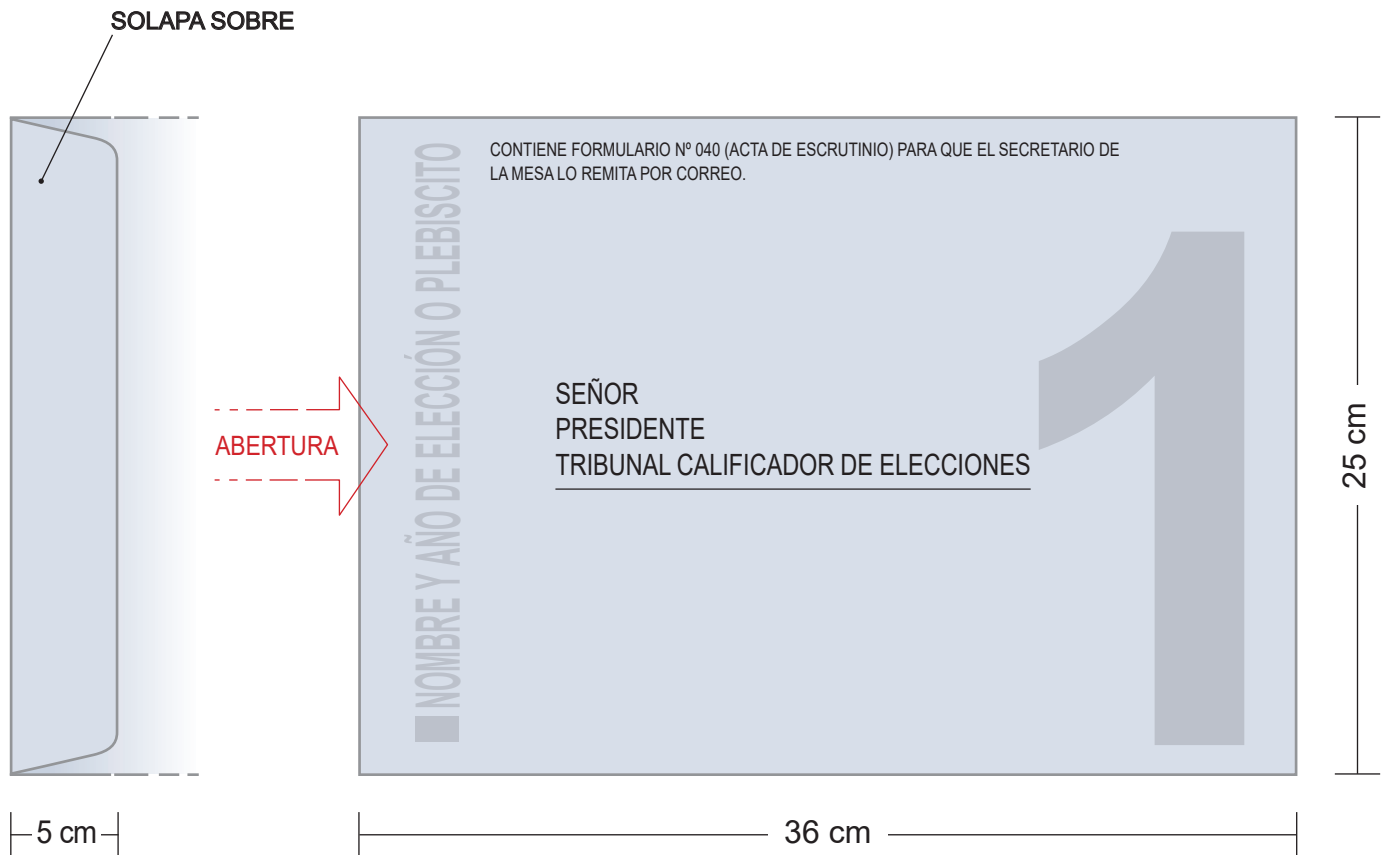 SOLAPA SOBRE
CONTIENE FORMULARIO Nº 040 (ACTA DE ESCRUTINIO) PARA QUE EL SECRETARIO DE
LA MESA LO REMITA POR CORREO.
NOMBRE Y AÑO DE ELECCIÓN O PLEBISCITO
1
ABERTURA
SEÑOR
PRESIDENTE
TRIBUNAL CALIFICADOR DE ELECCIONES
25 cm
5 cm
36 cm